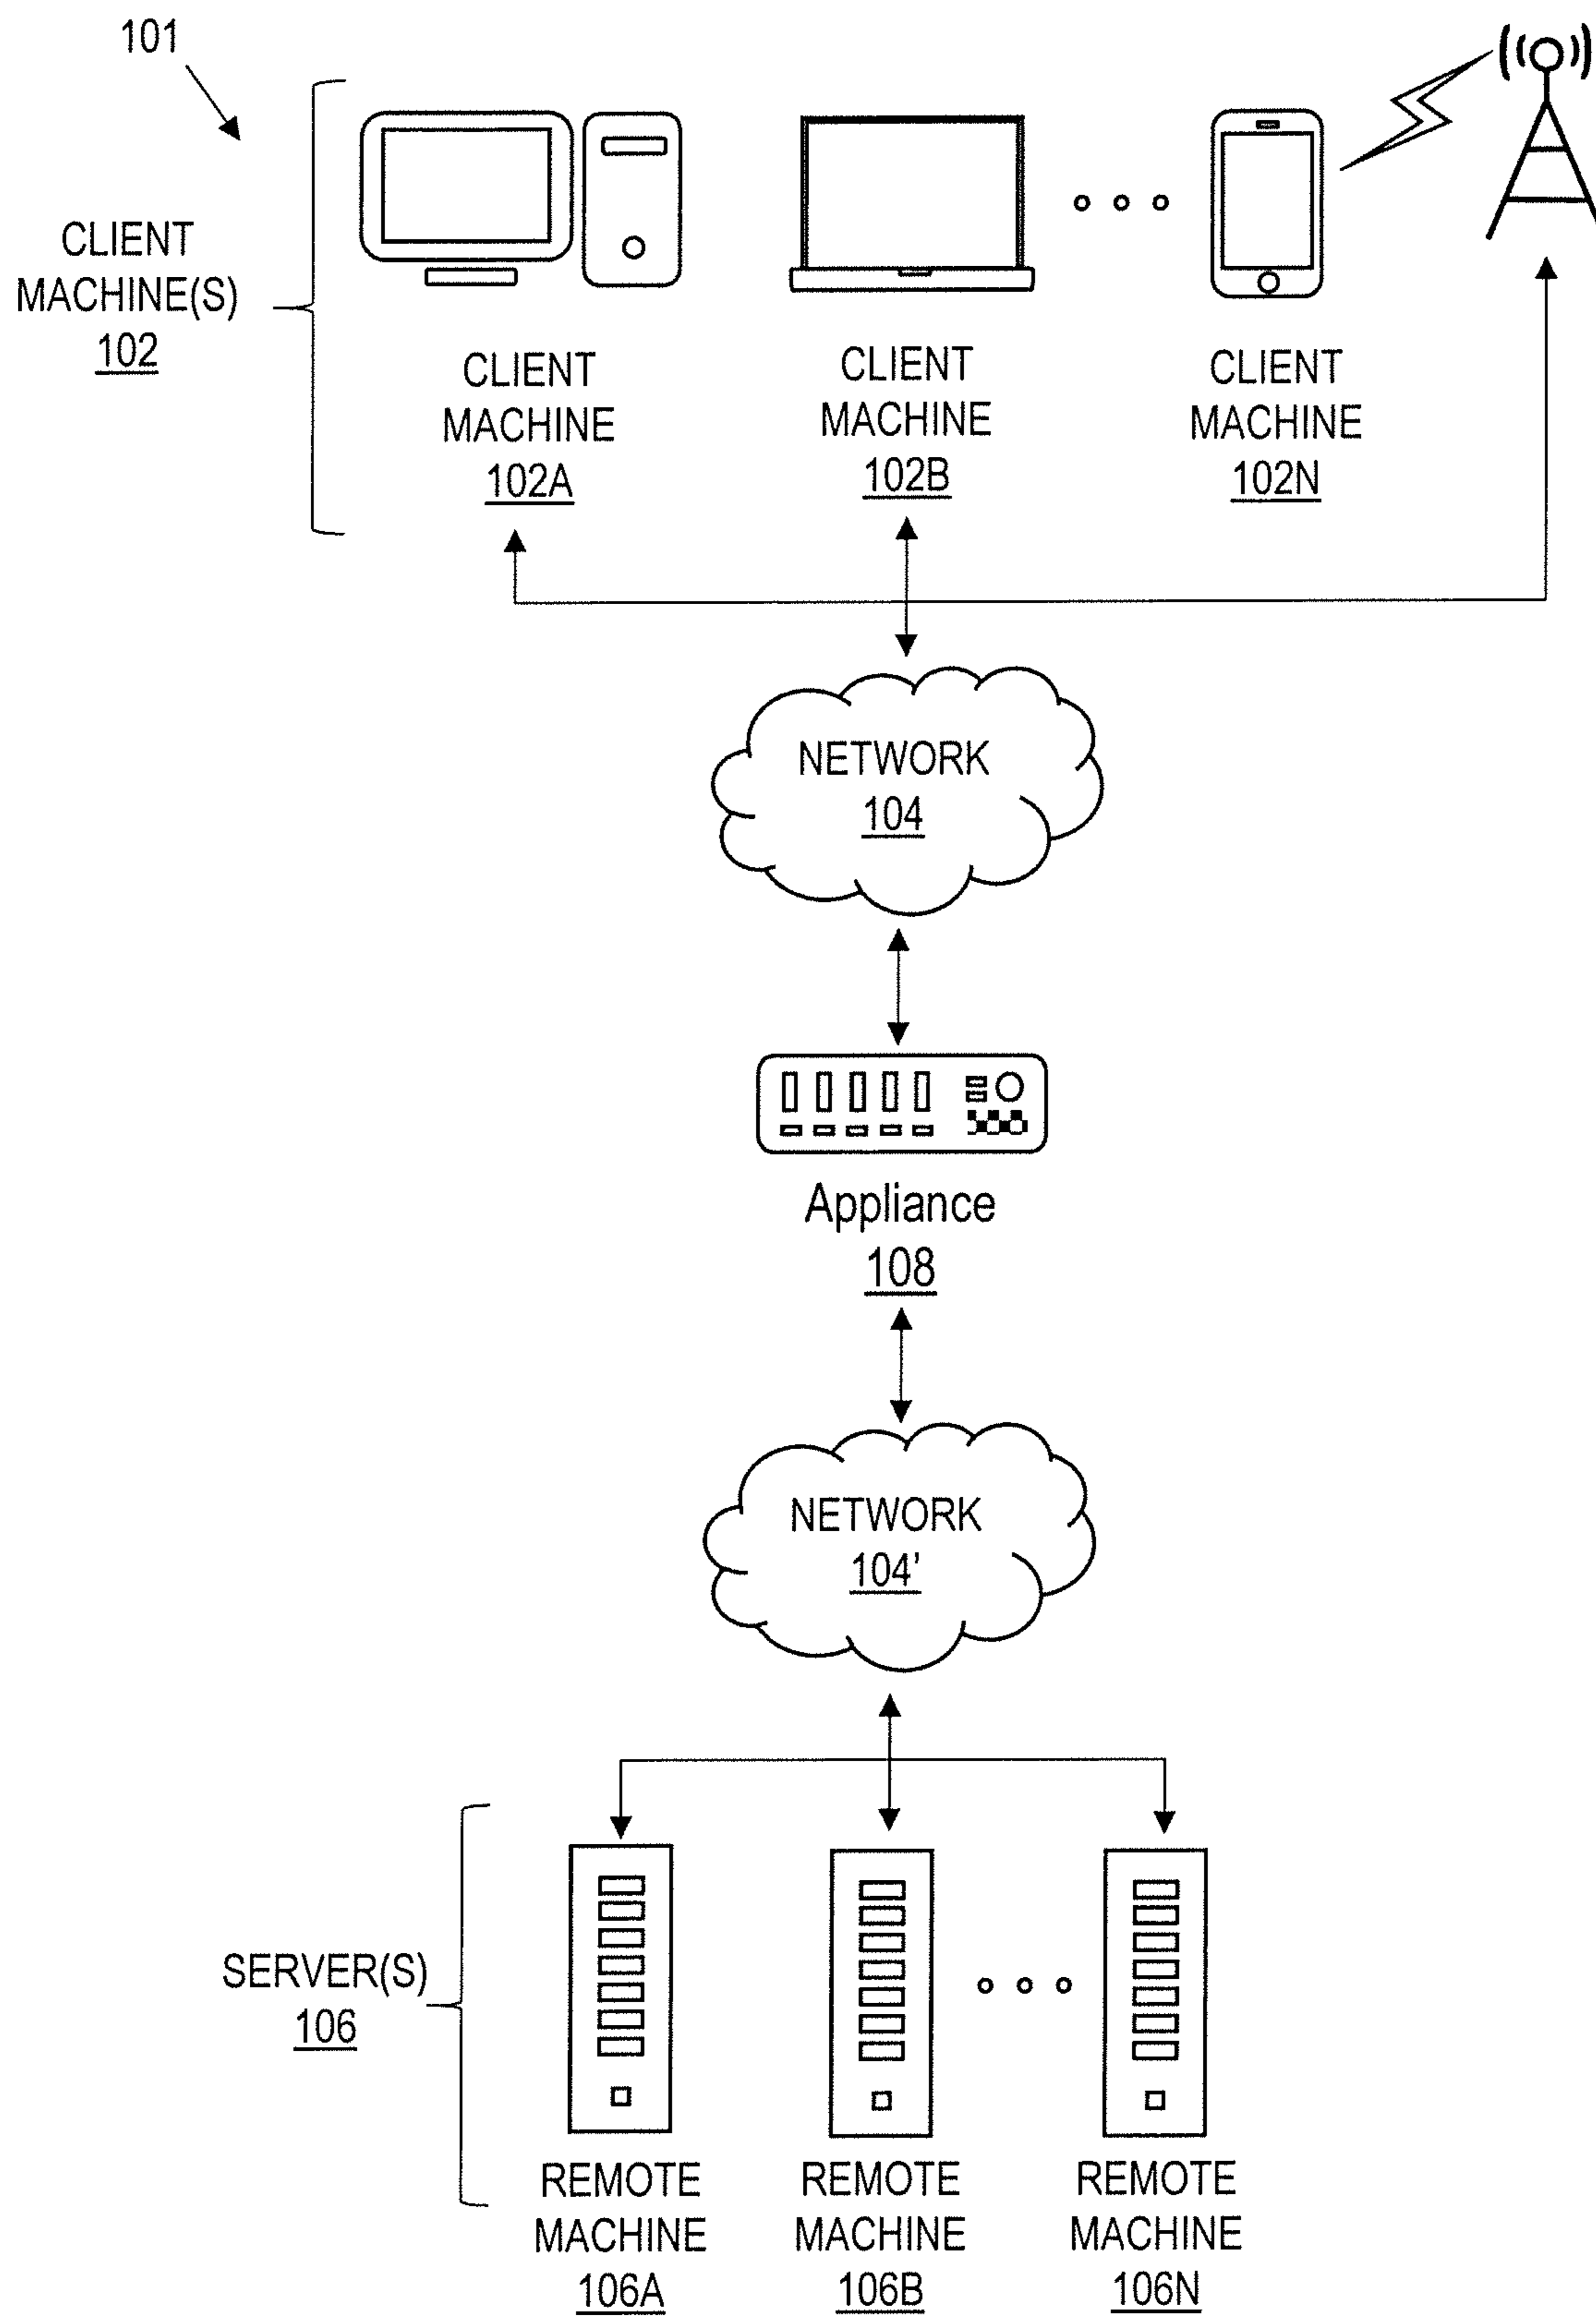 101
CLIENT
MACHINE(S)
102
CLIENT
MACHINE
102A
CLIENT
MACHINE
102B
CLIENT
MACHINE
102N
NETWORK
104
Appliance
108
NETWORK
104’
SERVER(S)
106
REMOTE
MACHINE
106A
REMOTE
MACHINE
106B
REMOTE
MACHINE
106N